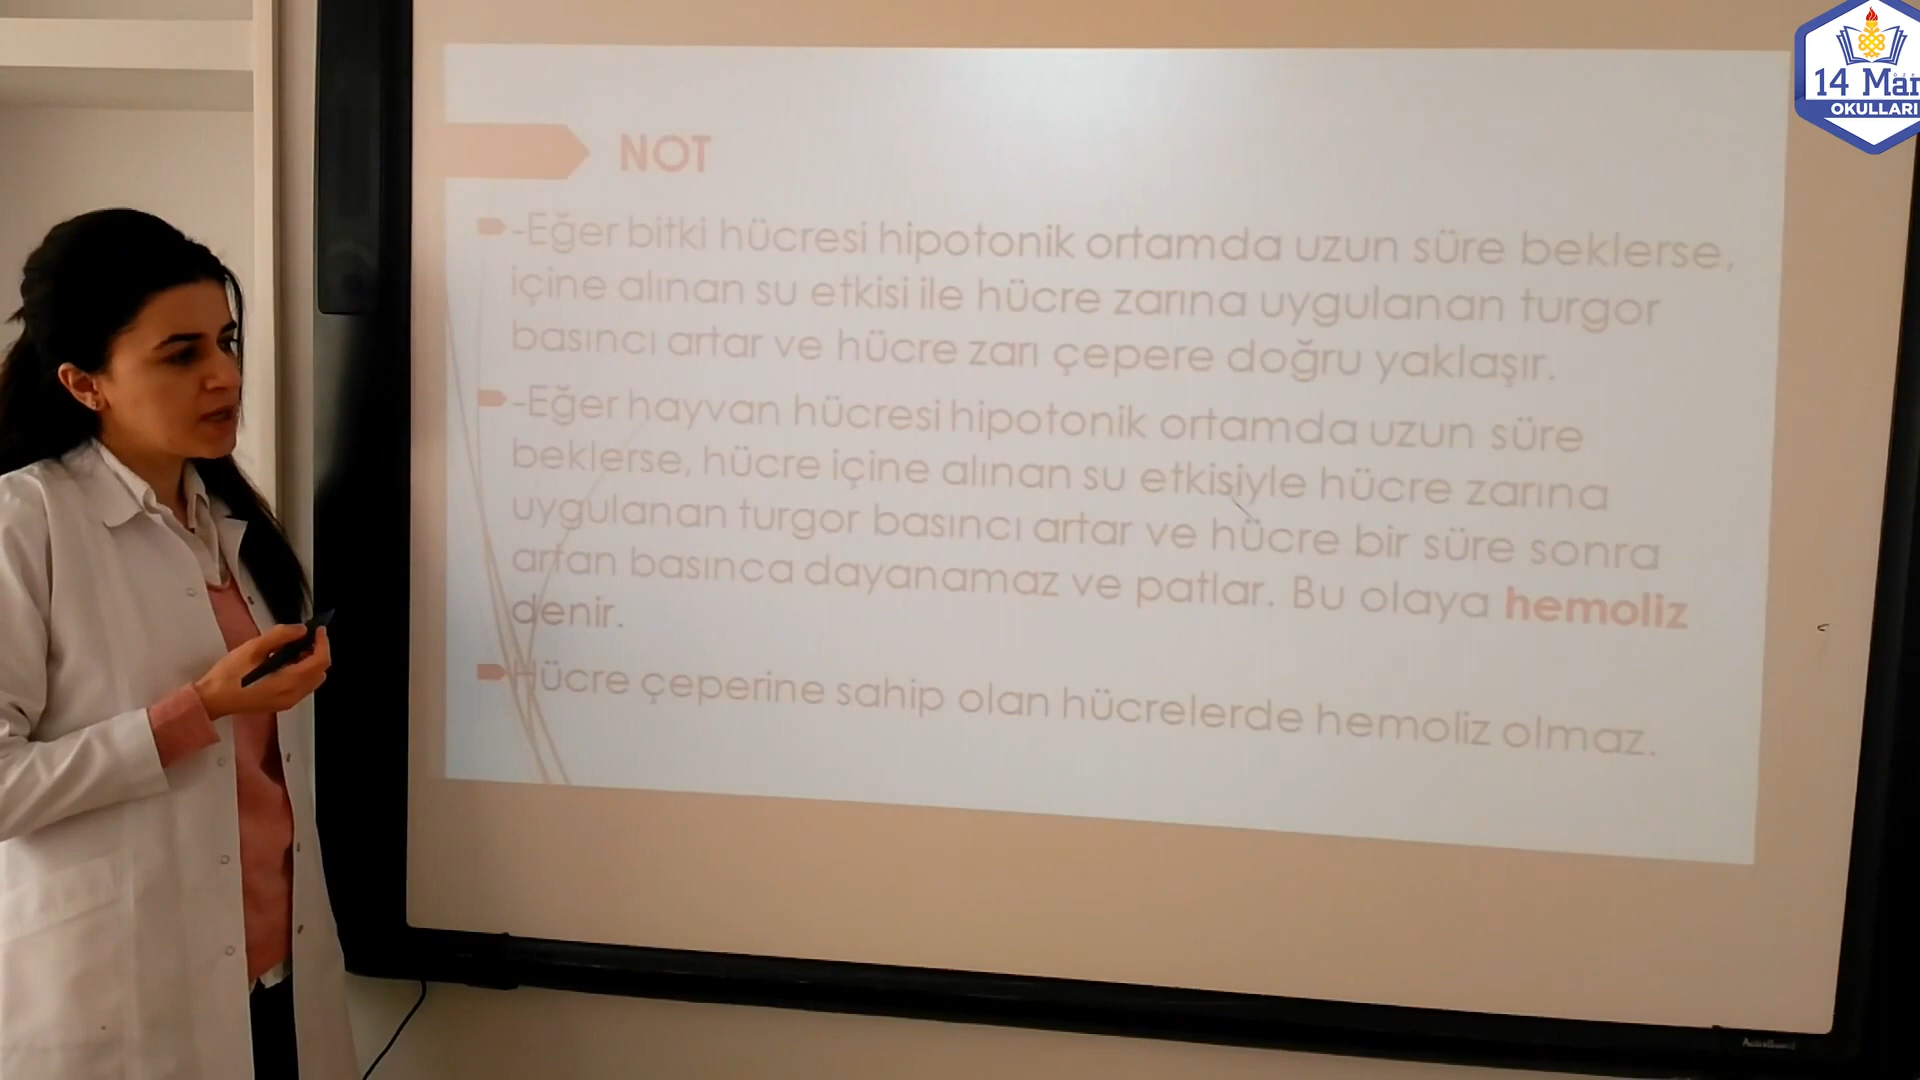 14 Mar
OKULLARI
NOT
-Eğer bitki hücresi hipotonik ortamda uzun süre beklerse,
içine alınan su etkisi ile hücre zarına uygulanan turgor
basıncı artar ve hücre zarı çepere doğru yaklaşır.
-Eğer hayvan hücresi hipotonik ortamda uzun süre
beklerse, hücre içine alınan su etkisiyle hücre zarına
uygulanan turgor basıncı artar ve hücre bir süre sonra
artan basınca dayanamaz ve patlar. Bu olaya hemoliz
denir.
Hücre çeperine sahip olan hücrelerde hemoliz olmaz.